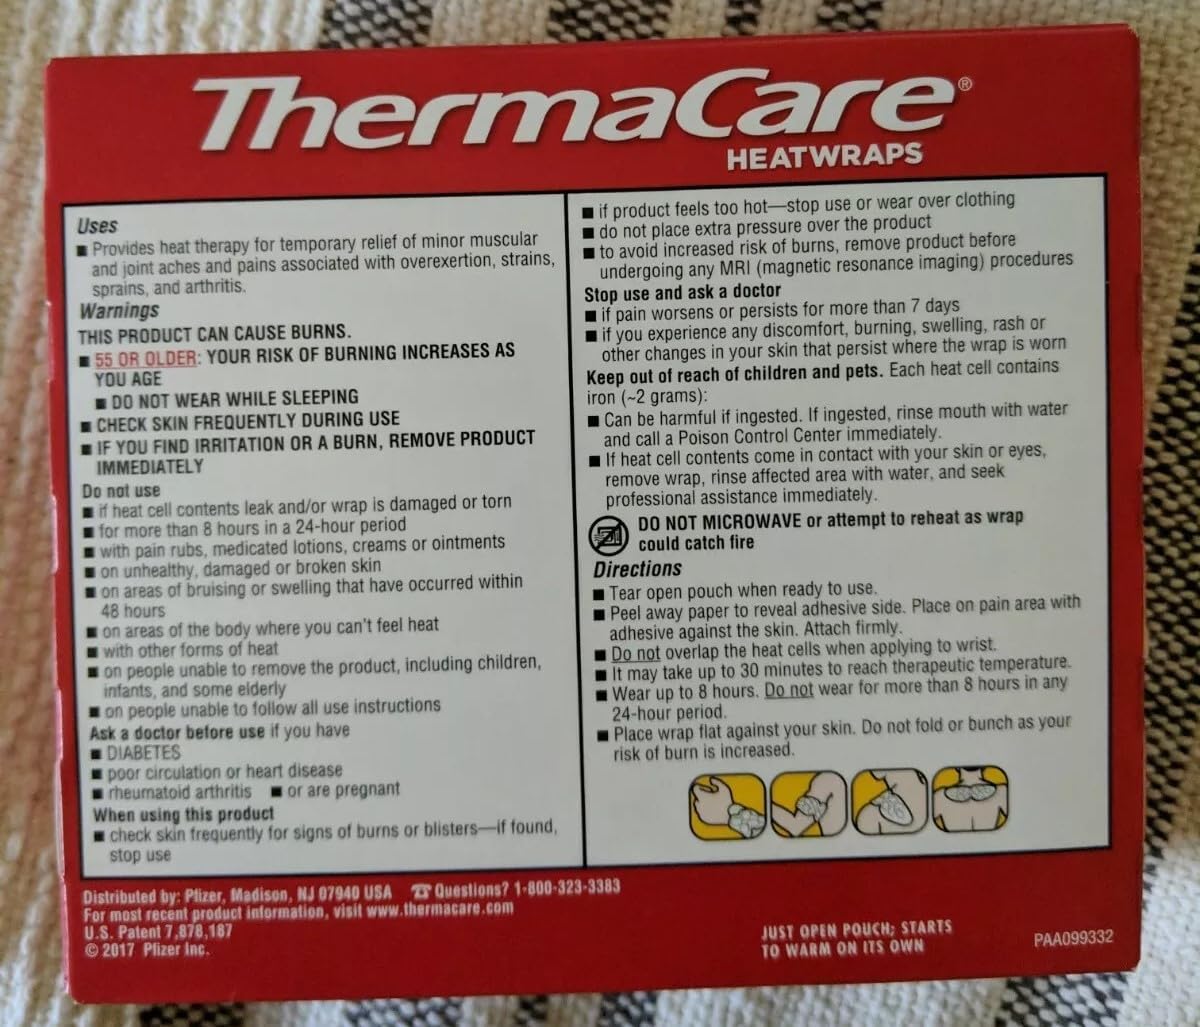 ThermaCare®
HEATWRAPS
Uses
■ Provides heat therapy for temporary relief of minor muscular
and joint aches and pains associated with overexertion, strains,
sprains, and arthritis.
Warnings
THIS PRODUCT CAN CAUSE BURNS.
■ 55 OR OLDER: YOUR RISK OF BURNING INCREASES AS
YOU AGE
■ DO NOT WEAR WHILE SLEEPING
■ CHECK SKIN FREQUENTLY DURING USE
■ IF YOU FIND IRRITATION OR A BURN, REMOVE PRODUCT
IMMEDIATELY
Do not use
■ if heat cell contents leak and/or wrap is damaged or torn
■ for more than 8 hours in a 24-hour period
■ with pain rubs, medicated lotions, creams or ointments
■ on unhealthy, damaged or broken skin
■ on areas of bruising or swelling that have occurred within
48 hours
■ on areas of the body where you can't feel heat
■ with other forms of heat
■ on people unable to remove the product, including children,
infants, and some elderly
■ on people unable to follow all use instructions
Ask a doctor before use if you have
■ DIABETES
■ poor circulation or heart disease
■ rheumatoid arthritis ■ or are pregnant
When using this product
■ check skin frequently for signs of burns or blisters—if found,
stop use
■ if product feels too hot—stop use or wear over clothing
■ do not place extra pressure over the product
■ to avoid increased risk of burns, remove product before
undergoing any MRI (magnetic resonance imaging) procedures
Stop use and ask a doctor
■ if pain worsens or persists for more than 7 days
■ if you experience any discomfort, burning, swelling, rash or
other changes in your skin that persist where the wrap is worn
Keep out of reach of children and pets. Each heat cell contains
iron (~2 grams):
■ Can be harmful if ingested. If ingested, rinse mouth with water
and call a Poison Control Center immediately.
■ If heat cell contents come in contact with your skin or eyes,
remove wrap, rinse affected area with water, and seek
professional assistance immediately.
DO NOT MICROWAVE or attempt to reheat as wrap
could catch fire
Directions
■ Tear open pouch when ready to use.
■ Peel away paper to reveal adhesive side. Place on pain area with
adhesive against the skin. Attach firmly.
■ Do not overlap the heat cells when applying to wrist.
■ It may take up to 30 minutes to reach therapeutic temperature.
■ Wear up to 8 hours. Do not wear for more than 8 hours in any
24-hour period.
■ Place wrap flat against your skin. Do not fold or bunch as your
risk of burn is increased.
Distributed by: Pfizer, Madison, NJ 07940 USA ☎ Questions? 1-800-323-3383
For most recent product information, visit www.thermacare.com
U.S. Patent 7,878,187
© 2017 Pfizer Inc.
JUST OPEN POUCH; STARTS
TO WARM ON ITS OWN
PAA099332